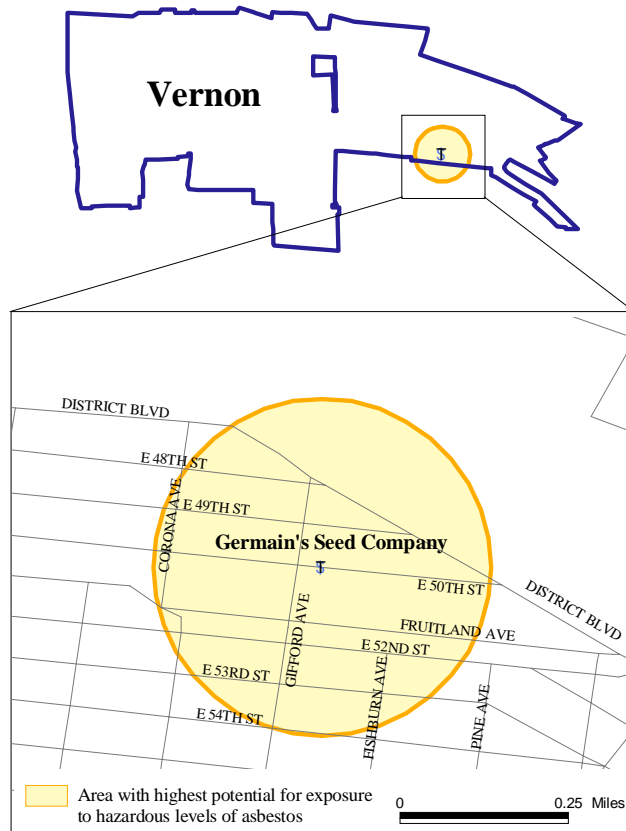 Vernon
DISTRICT BLVD
E 48TH ST
E 49TH ST
CORONA AVE
Germain's Seed Company
E 50TH ST
DISTRICT BLVD
FRUITLAND AVE
GIFFORD AVE
E 52ND ST
E 53RD ST
FISHBURN AVE
PINE AVE
E 54TH ST
Area with highest potential for exposure
to hazardous levels of asbestos
0 0.25 Miles